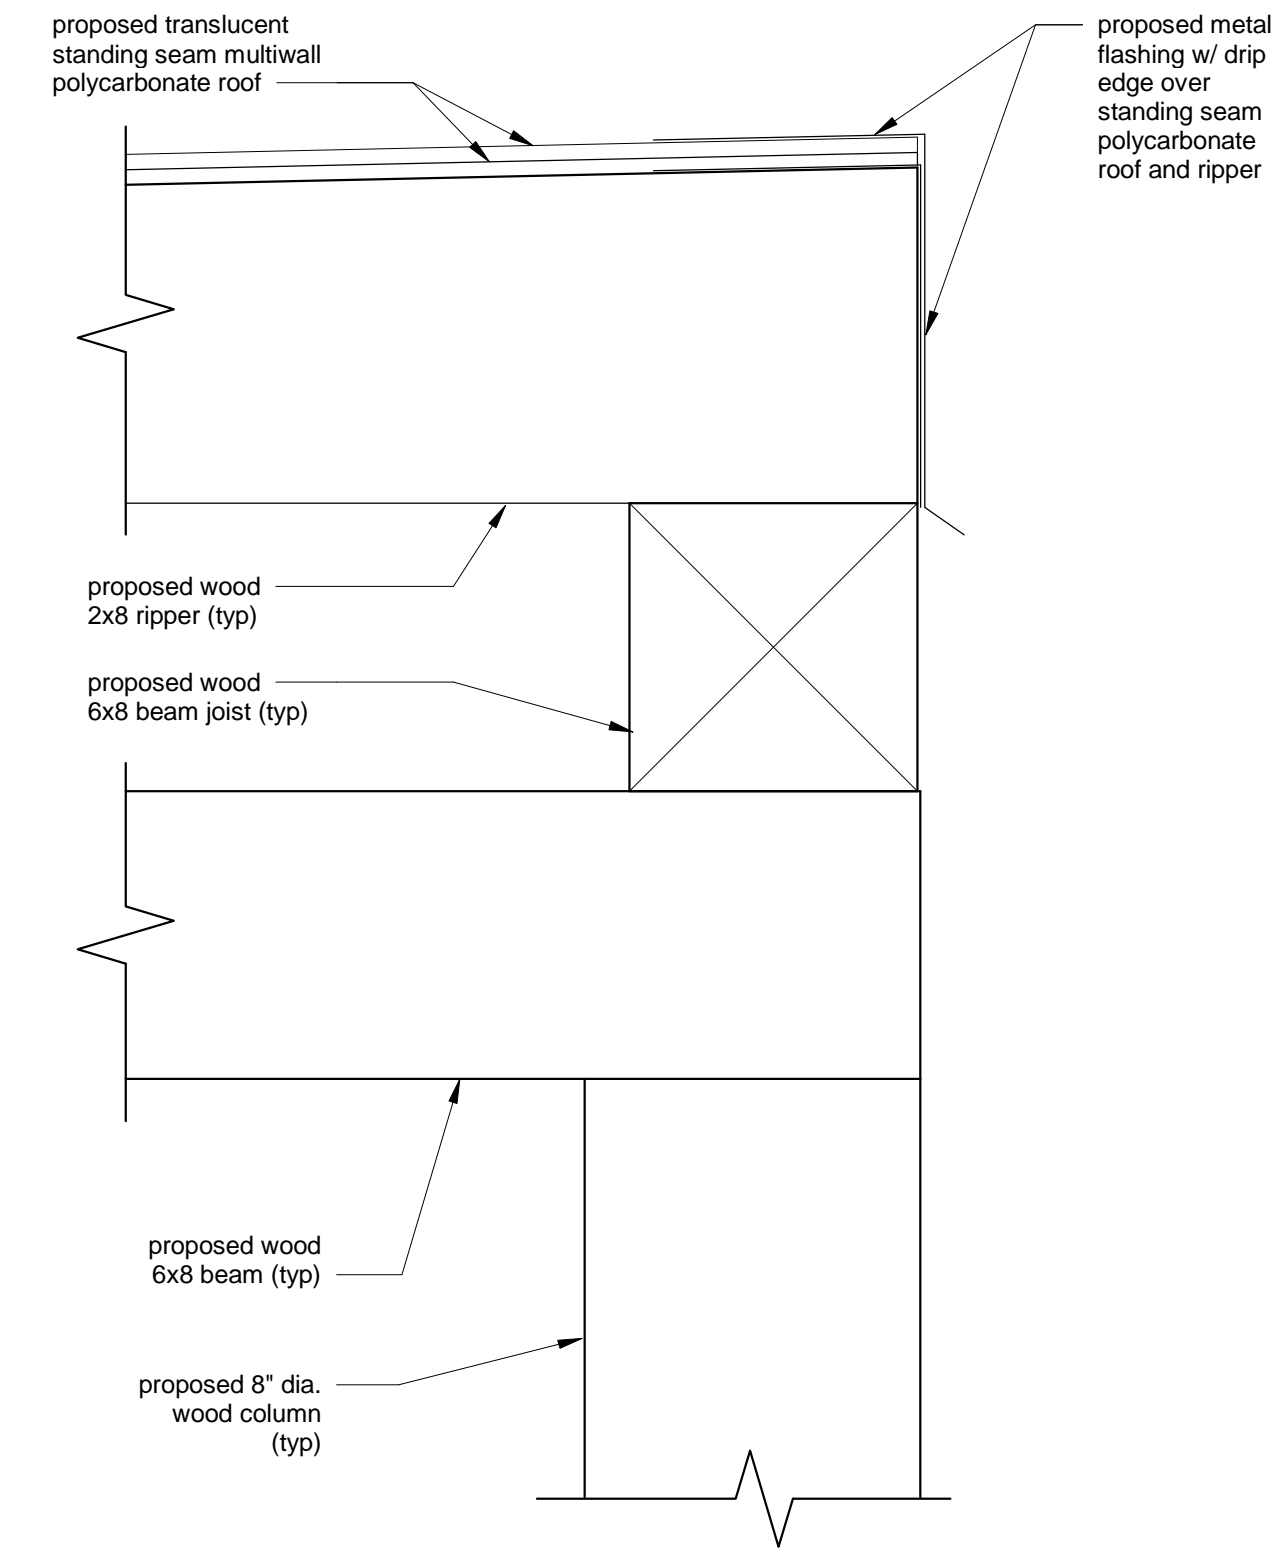 proposed translucent
standing seam multiwall
polycarbonate roof
proposed metal
flashing w/ drip
edge over
standing seam
polycarbonate
roof and ripper
proposed wood
2x8 ripper (typ)
proposed wood
6x8 beam joist (typ)
proposed wood
6x8 beam (typ)
proposed 8" dia.
wood column
(typ)